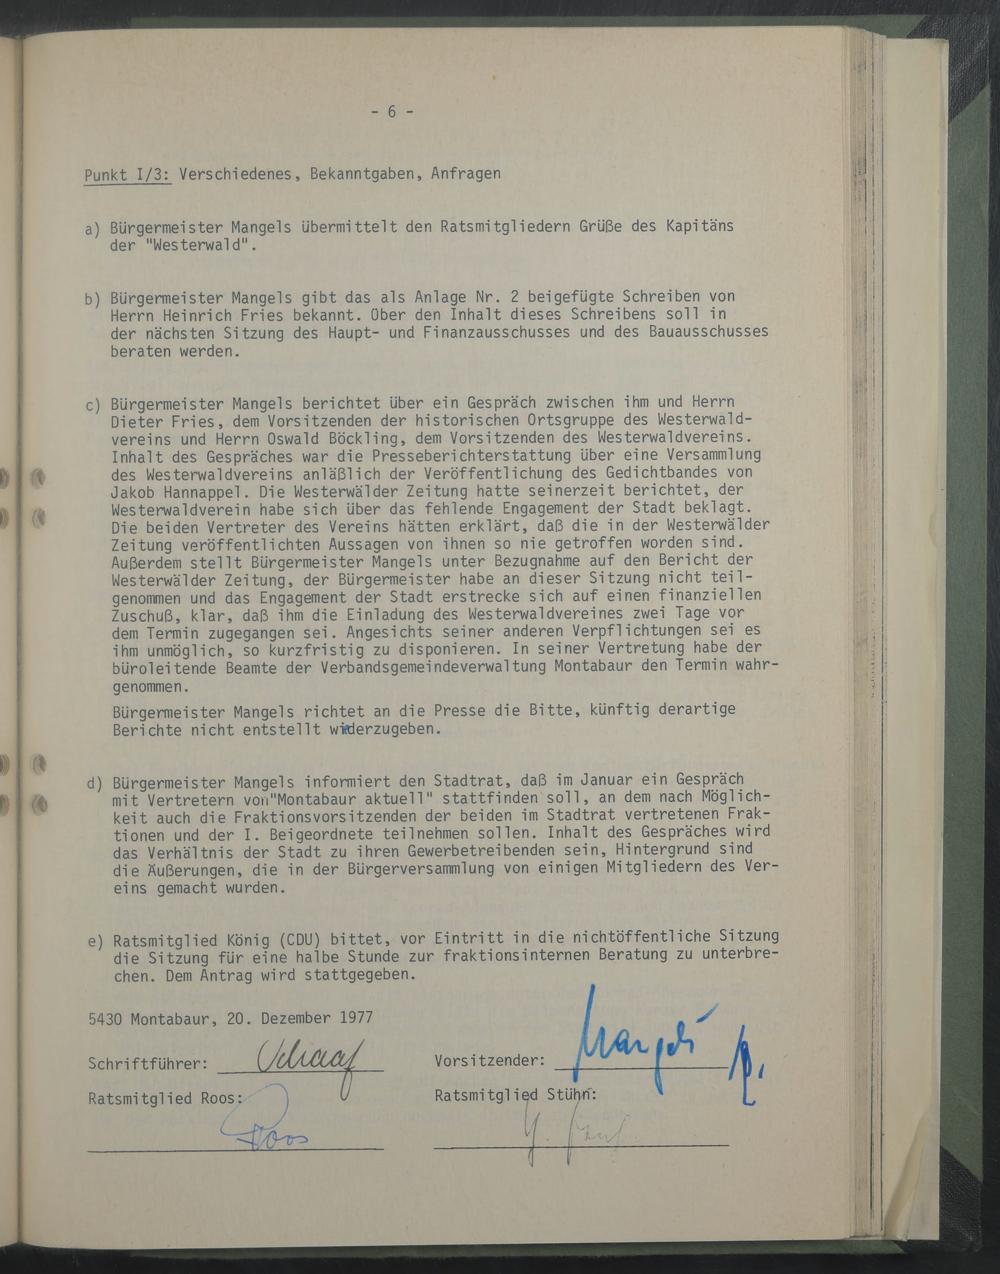 - 6 -
Punkt I/3: Verschiedenes, Bekanntgaben, Anfragen
a) Bürgermeister Mangels übermittelt den Ratsmitgliedern Grüße des Kapitäns
der "Westerwald".
b) Bürgermeister Mangels gibt das als Anlage Nr. 2 beigefügte Schreiben von
Herrn Heinrich Fries bekannt. Über den Inhalt dieses Schreibens soll in
der nächsten Sitzung des Haupt- und Finanzausschusses und des Bauausschusses
beraten werden.
c) Bürgermeister Mangels berichtet über ein Gespräch zwischen ihm und Herrn
Dieter Fries, dem Vorsitzenden der historischen Ortsgruppe des Westerwald-
vereins und Herrn Oswald Böckling, dem Vorsitzenden des Westerwaldvereins.
Inhalt des Gespräches war die Presseberichterstattung über eine Versammlung
des Westerwaldvereins anläßlich der Veröffentlichung des Gedichtbandes von
Jakob Hannappel. Die Westerwälder Zeitung hatte seinerzeit berichtet, der
Westerwaldverein habe sich über das fehlende Engagement der Stadt beklagt.
Die beiden Vertreter des Vereins hätten erklärt, daß die in der Westerwälder
Zeitung veröffentlichten Aussagen von ihnen so nie getroffen worden sind.
Außerdem stellt Bürgermeister Mangels unter Bezugnahme auf den Bericht der
Westerwälder Zeitung, der Bürgermeister habe an dieser Sitzung nicht teil-
genommen und das Engagement der Stadt erstrecke sich auf einen finanziellen
Zuschuß, klar, daß ihm die Einladung des Westerwaldvereines zwei Tage vor
dem Termin zugegangen sei. Angesichts seiner anderen Verpflichtungen sei es
ihm unmöglich, so kurzfristig zu disponieren. In seiner Vertretung habe der
büroleitende Beamte der Verbandsgemeindeverwaltung Montabaur den Termin wahr-
genommen.
Bürgermeister Mangels richtet an die Presse die Bitte, künftig derartige
Berichte nicht entstellt wiederzugeben.
d) Bürgermeister Mangels informiert den Stadtrat, daß im Januar ein Gespräch
mit Vertretern von"Montabaur aktuell" stattfinden soll, an dem nach Möglich-
keit auch die Fraktionsvorsitzenden der beiden im Stadtrat vertretenen Frak-
tionen und der I. Beigeordnete teilnehmen sollen. Inhalt des Gespräches wird
das Verhältnis der Stadt zu ihren Gewerbetreibenden sein, Hintergrund sind
die Äußerungen, die in der Bürgerversammlung von einigen Mitgliedern des Ver-
eins gemacht wurden.
e) Ratsmitglied König (CDU) bittet, vor Eintritt in die nichtöffentliche Sitzung
die Sitzung für eine halbe Stunde zur fraktionsinternen Beratung zu unterbre-
chen. Dem Antrag wird stattgegeben.
5430 Montabaur, 20. Dezember 1977
Schriftführer: Schaaf Vorsitzender: Mangels
Ratsmitglied Roos: Ratsmitglied Stühn:
Roos